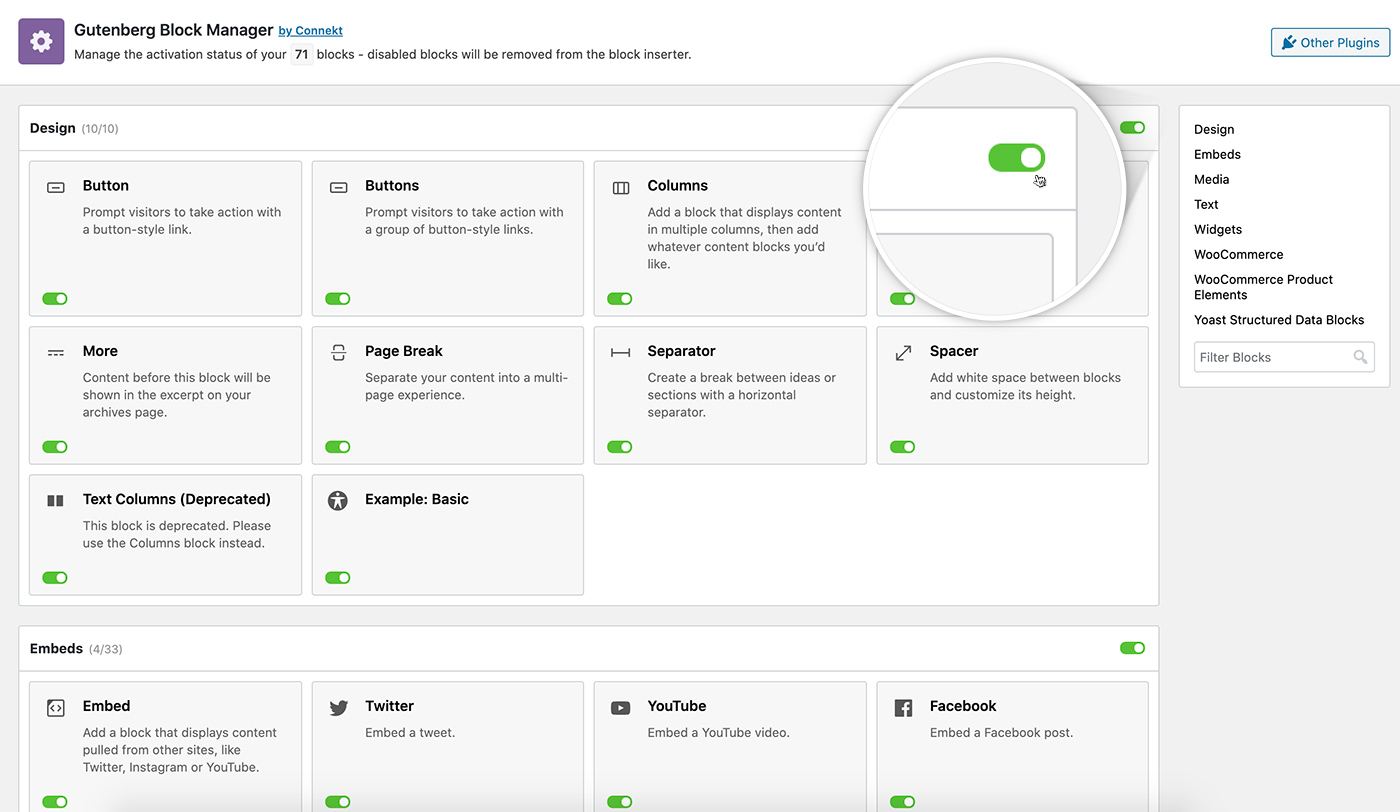 Gutenberg Block Manager by Connekt
Manage the activation status of your 71 blocks - disabled blocks will be removed from the block inserter.
Other Plugins
Design (10/10)
Button
Prompt visitors to take action with
a button-style link.
Buttons
Prompt visitors to take action with
a group of button-style links.
Columns
Add a block that displays content
in multiple columns, then add
whatever content blocks you’d
like.
More
Content before this block will be
shown in the excerpt on your
archives page.
Page Break
Separate your content into a multi-
page experience.
Separator
Create a break between ideas or
sections with a horizontal
separator.
Spacer
Add white space between blocks
and customize its height.
Text Columns (Deprecated)
This block is deprecated. Please
use the Columns block instead.
Example: Basic
Embeds (4/33)
Embed
Add a block that displays content
pulled from other sites, like
Twitter, Instagram or YouTube.
Twitter
Embed a tweet.
YouTube
Embed a YouTube video.
Facebook
Embed a Facebook post.
Design
Embeds
Media
Text
Widgets
WooCommerce
WooCommerce Product
Elements
Yoast Structured Data Blocks
Filter Blocks